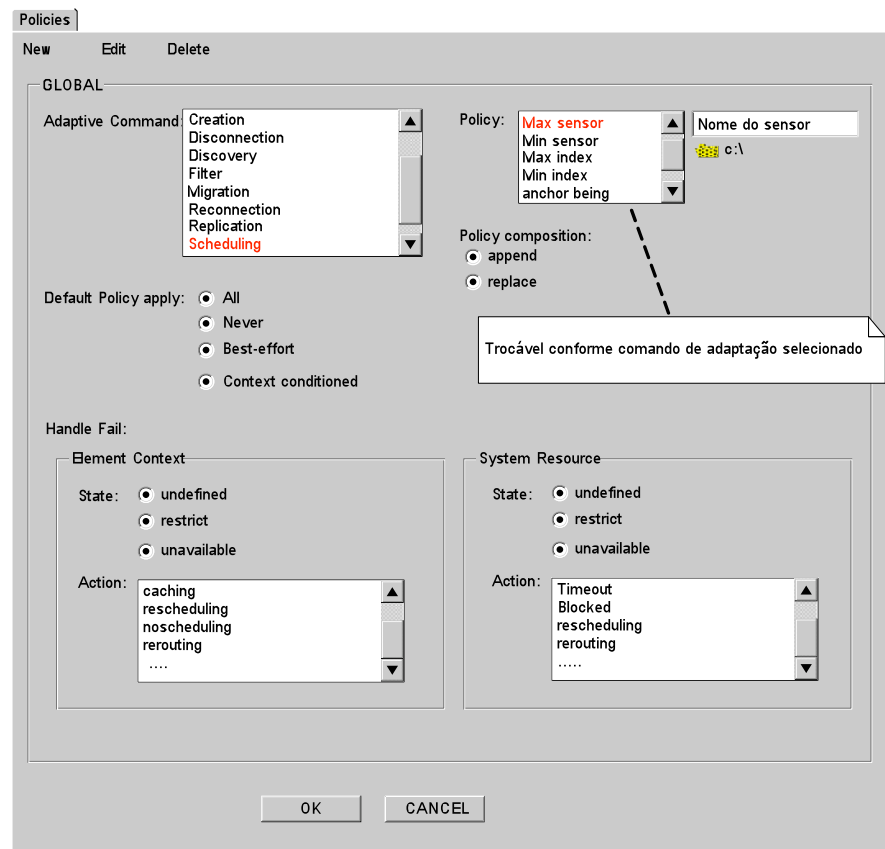 Policies
New Edit Delete
GLOBAL
Adaptive Command:
Creation
Disconnection
Discovery
Filter
Migration
Reconnection
Replication
Scheduling
Policy:
Max sensor
Min sensor
Max index
Min index
anchor being
Nome do sensor
c:\
Policy composition:
append
replace
Default Policy apply:
All
Never
Best-effort
Context conditioned
Trocável conforme comando de adaptação selecionado
Handle Fail:
Element Context
State:
undefined
restrict
unavailable
Action:
caching
rescheduling
noscheduling
rerouting
....
System Resource
State:
undefined
restrict
unavailable
Action:
Timeout
Blocked
rescheduling
rerouting
.....
OK CANCEL